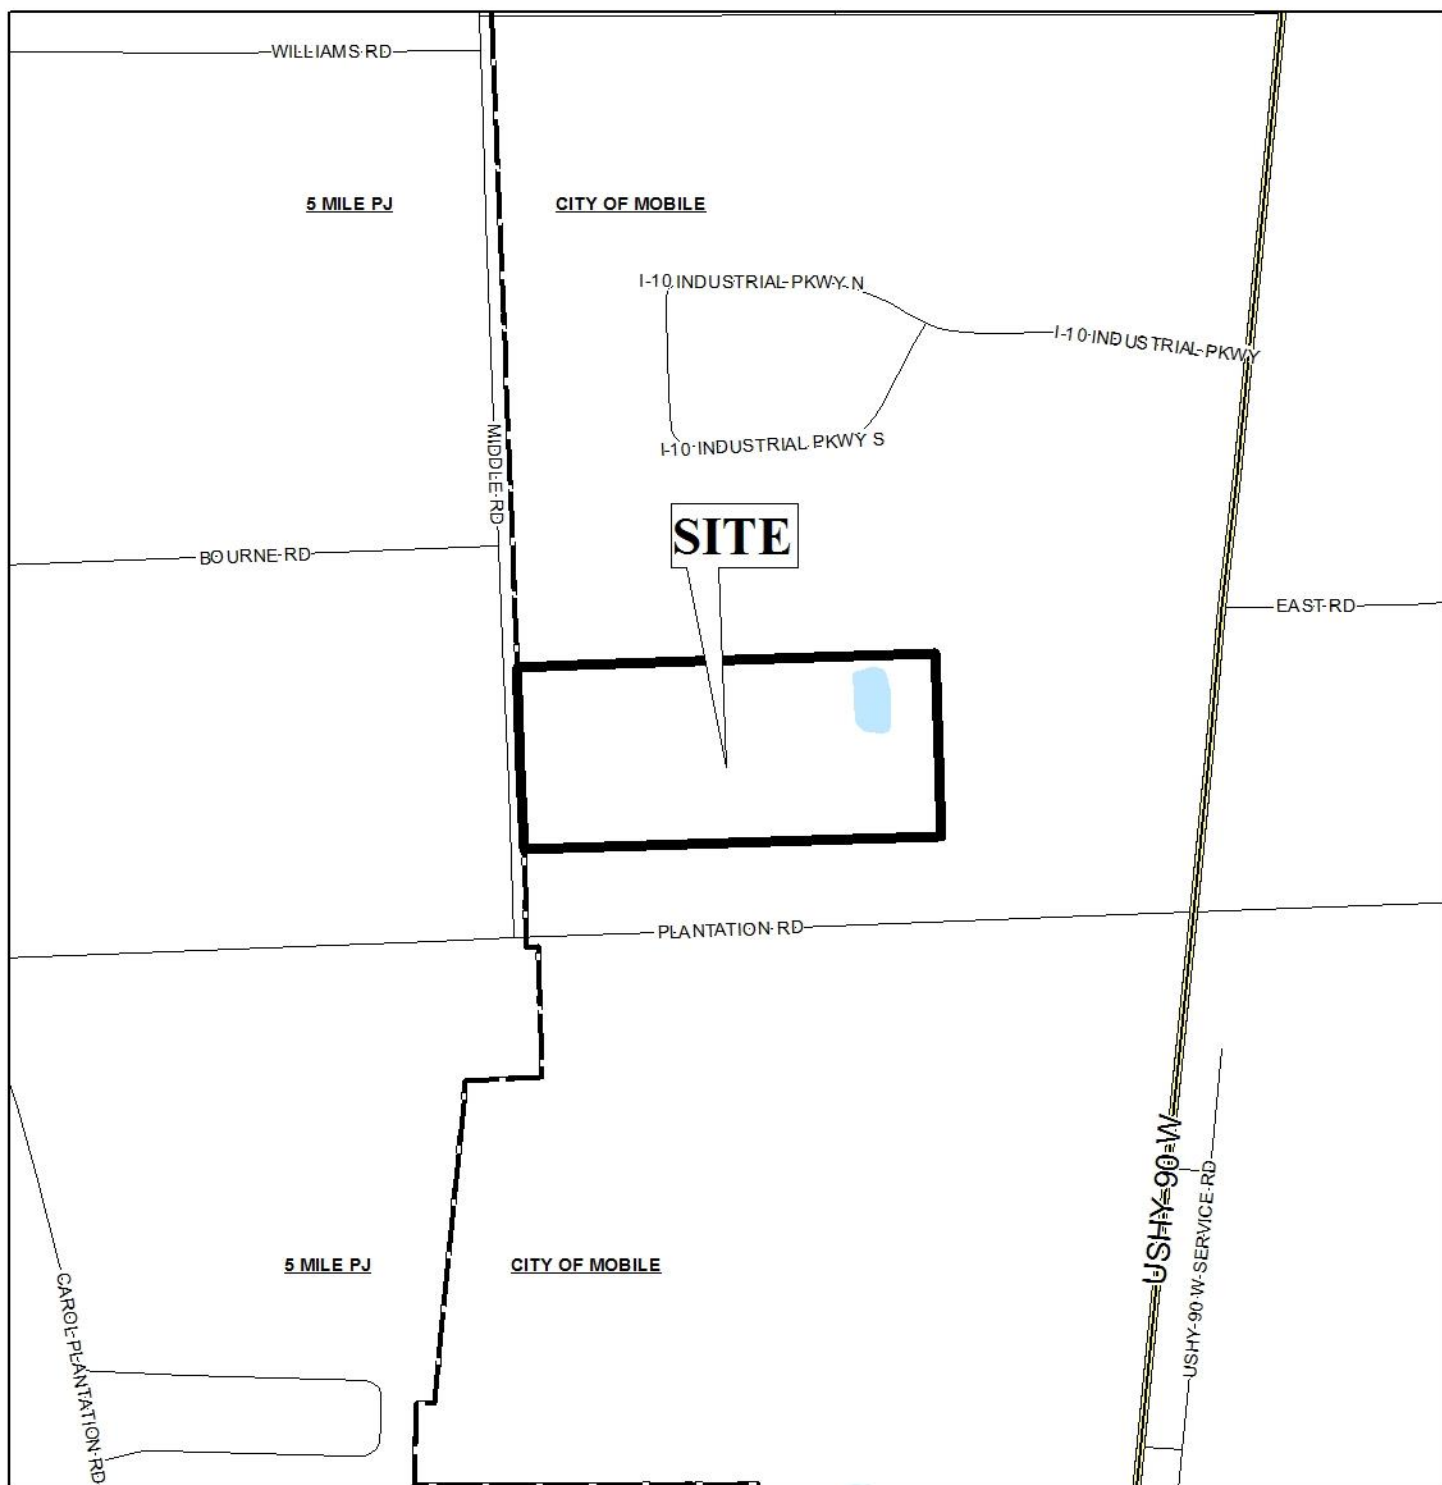 WILLIAMS RD
5 MILE PJ
CITY OF MOBILE
I-10 INDUSTRIAL PKWY N
I-10 INDUSTRIAL PKWY
MIDDLE RD
I-10 INDUSTRIAL PKWY S
SITE
BOURNE RD
EAST RD
PLANTATION RD
USHY 90 W
USHY 90 W SERVICE RD
5 MILE PJ
CITY OF MOBILE
CAROL PLANTATION RD